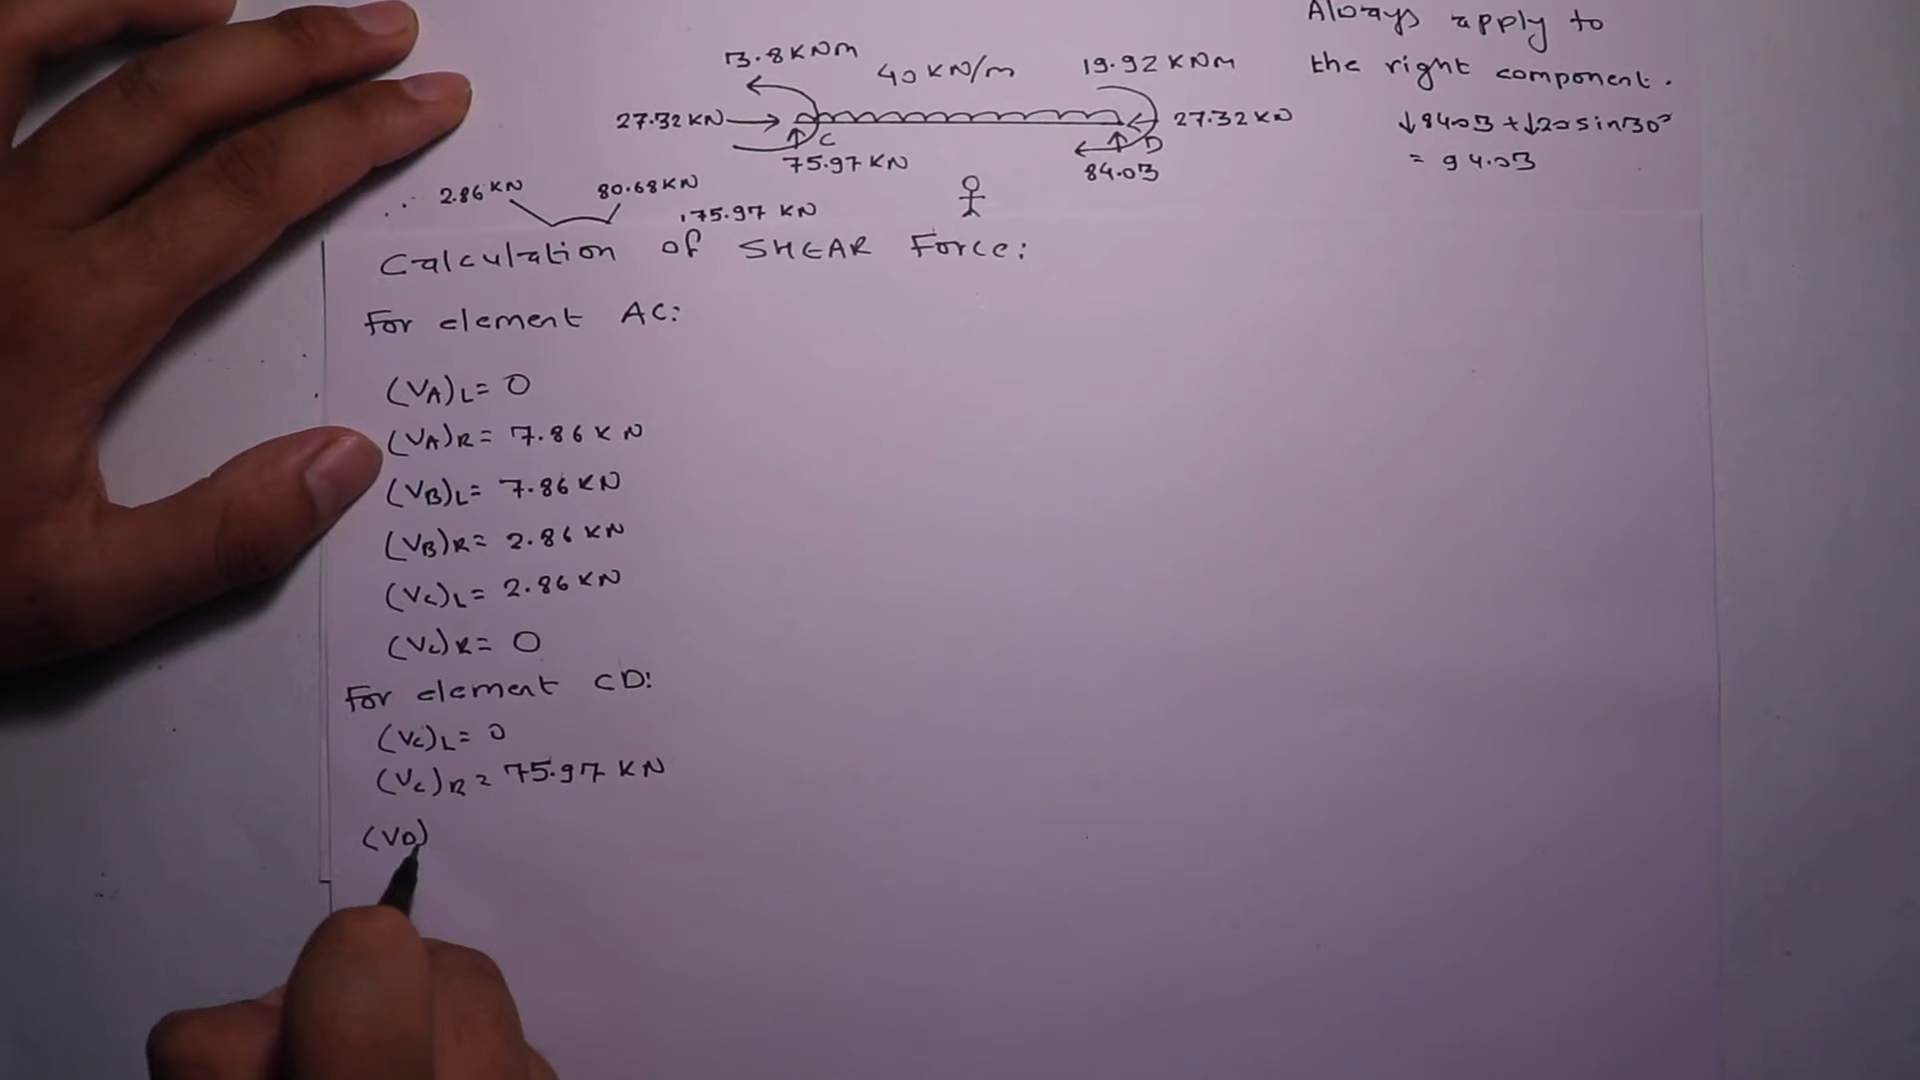 Always apply to
the right component.
↓84.03 + ↓20 sin30°
= 94.03
13.8 KNm
40 KN/m
19.92 KNm
27.32 KN
C
D
27.32 KN
75.97 KN
84.03
2.86 KN
80.68 KN
75.97 KN
Calculation of SHEAR Force:
For element AC:
(VA)L = 0
(VA)R = 7.86 KN
(VB)L = 7.86 KN
(VB)R = 2.86 KN
(Vc)L = 2.86 KN
(Vc)R = 0
For element CD:
(Vc)L = 0
(Vc)R = 75.97 KN
(VD)